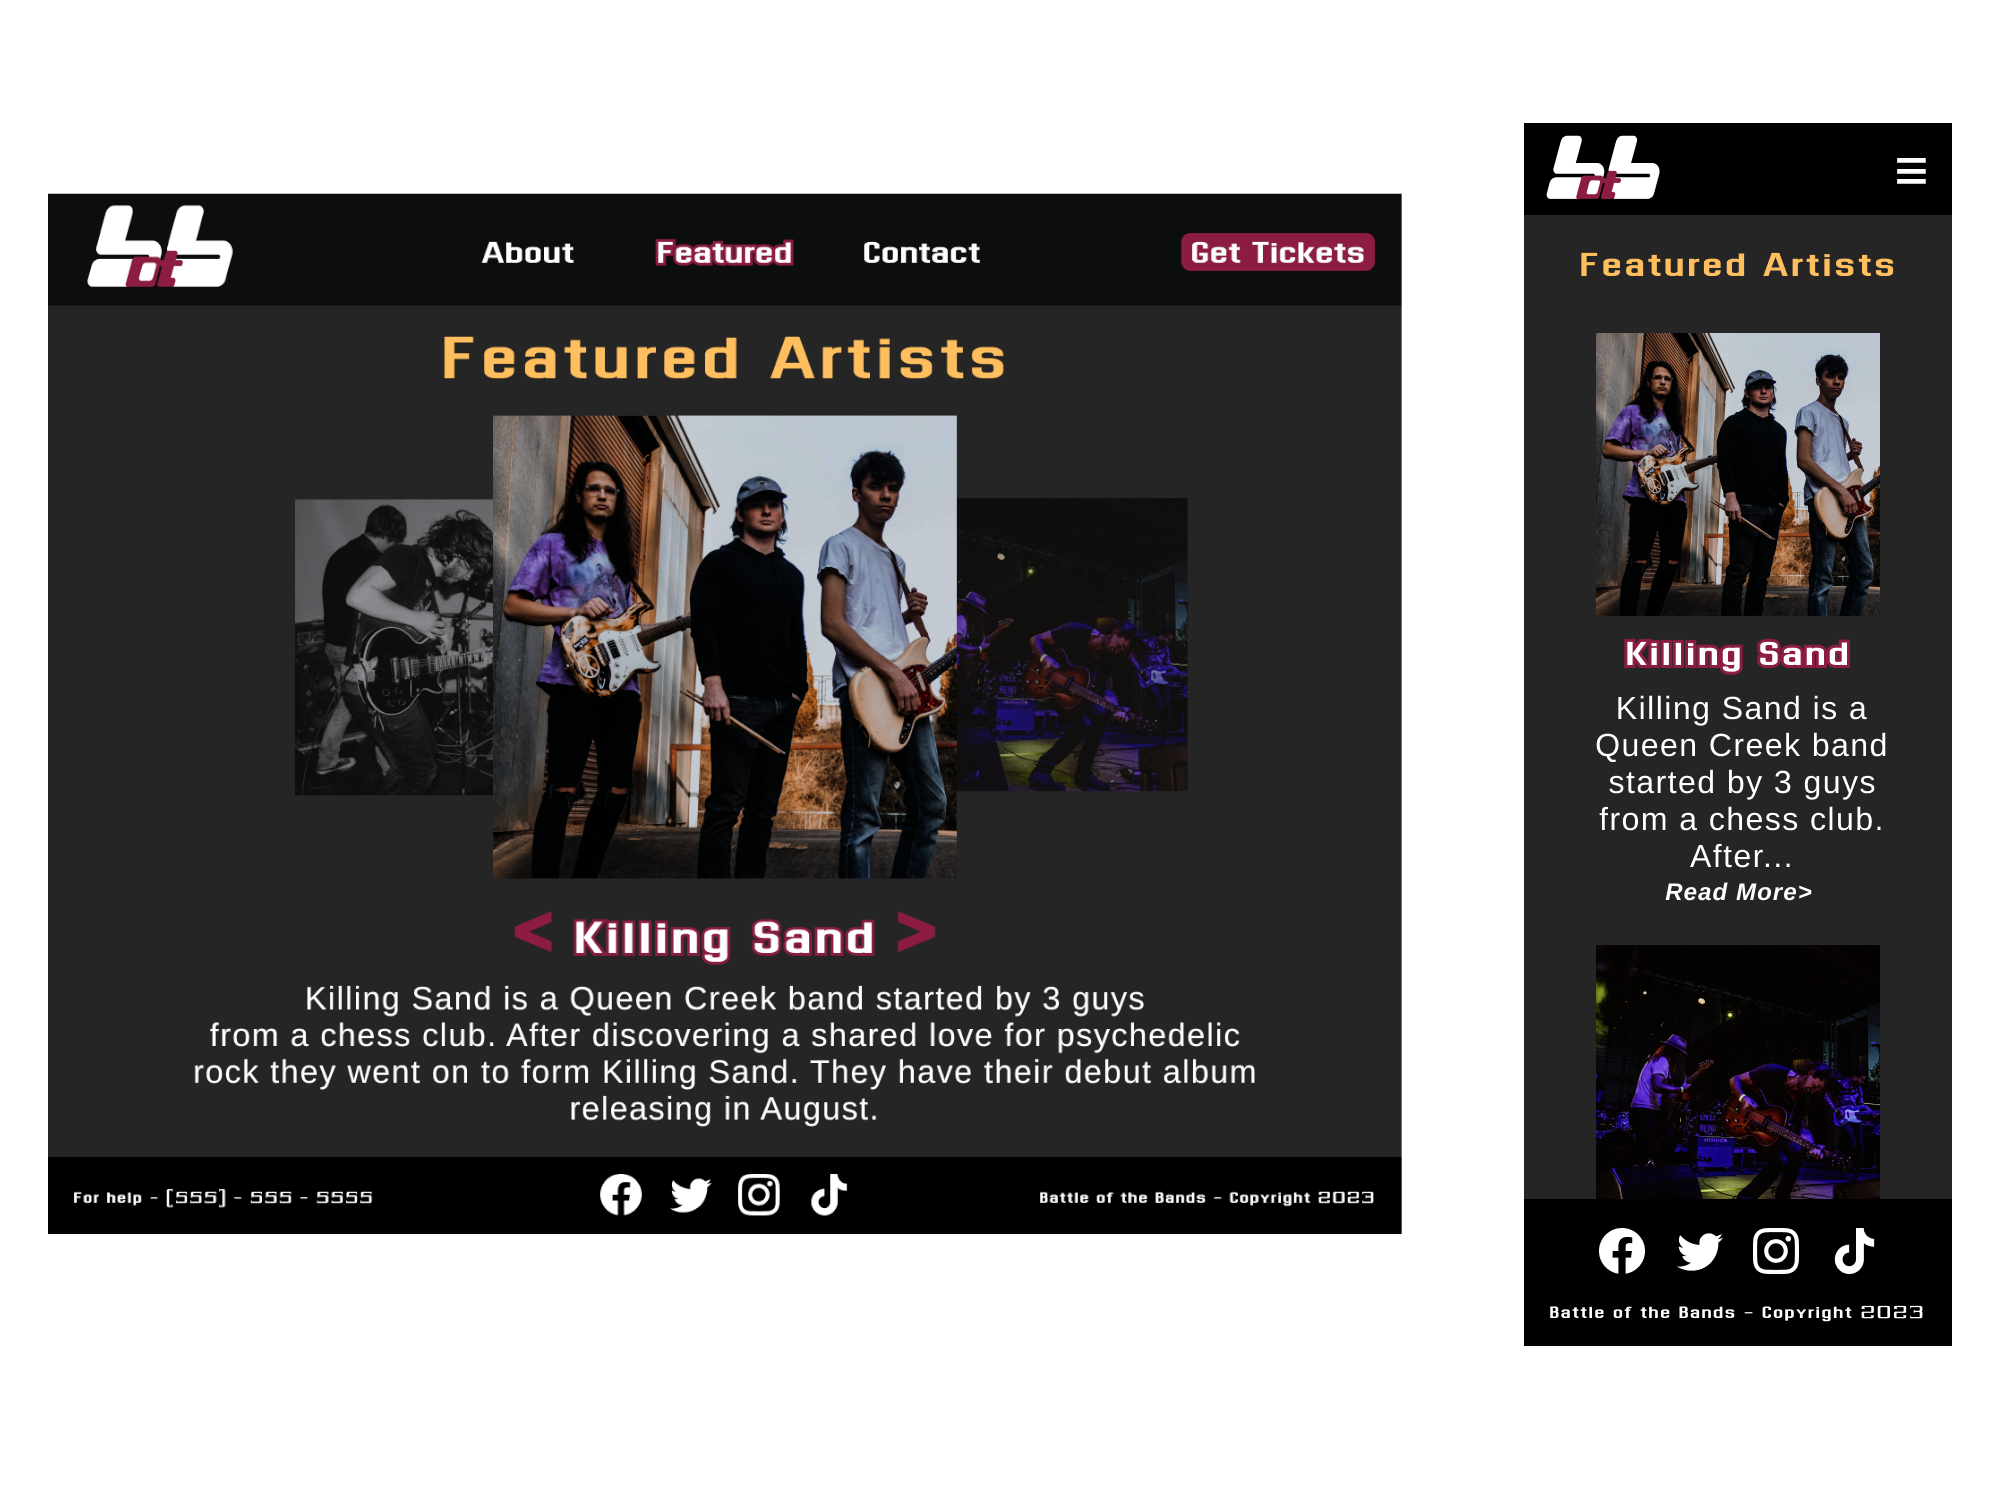 botb
About Featured Contact Get Tickets
Featured Artists
< Killing Sand >
Killing Sand is a Queen Creek band started by 3 guys
from a chess club. After discovering a shared love for psychedelic
rock they went on to form Killing Sand. They have their debut album
releasing in August.
For help - [555] - 555 - 5555
Battle of the Bands - Copyright 2023
botb
Featured Artists
Killing Sand
Killing Sand is a
Queen Creek band
started by 3 guys
from a chess club.
After...
Read More>
Battle of the Bands - Copyright 2023